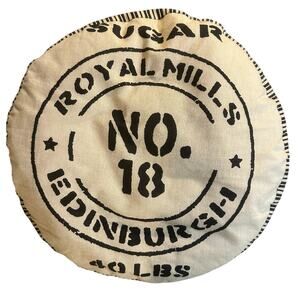 SUGAR
ROYAL MILLS
NO.
18
EDINBURGH
40 LBS